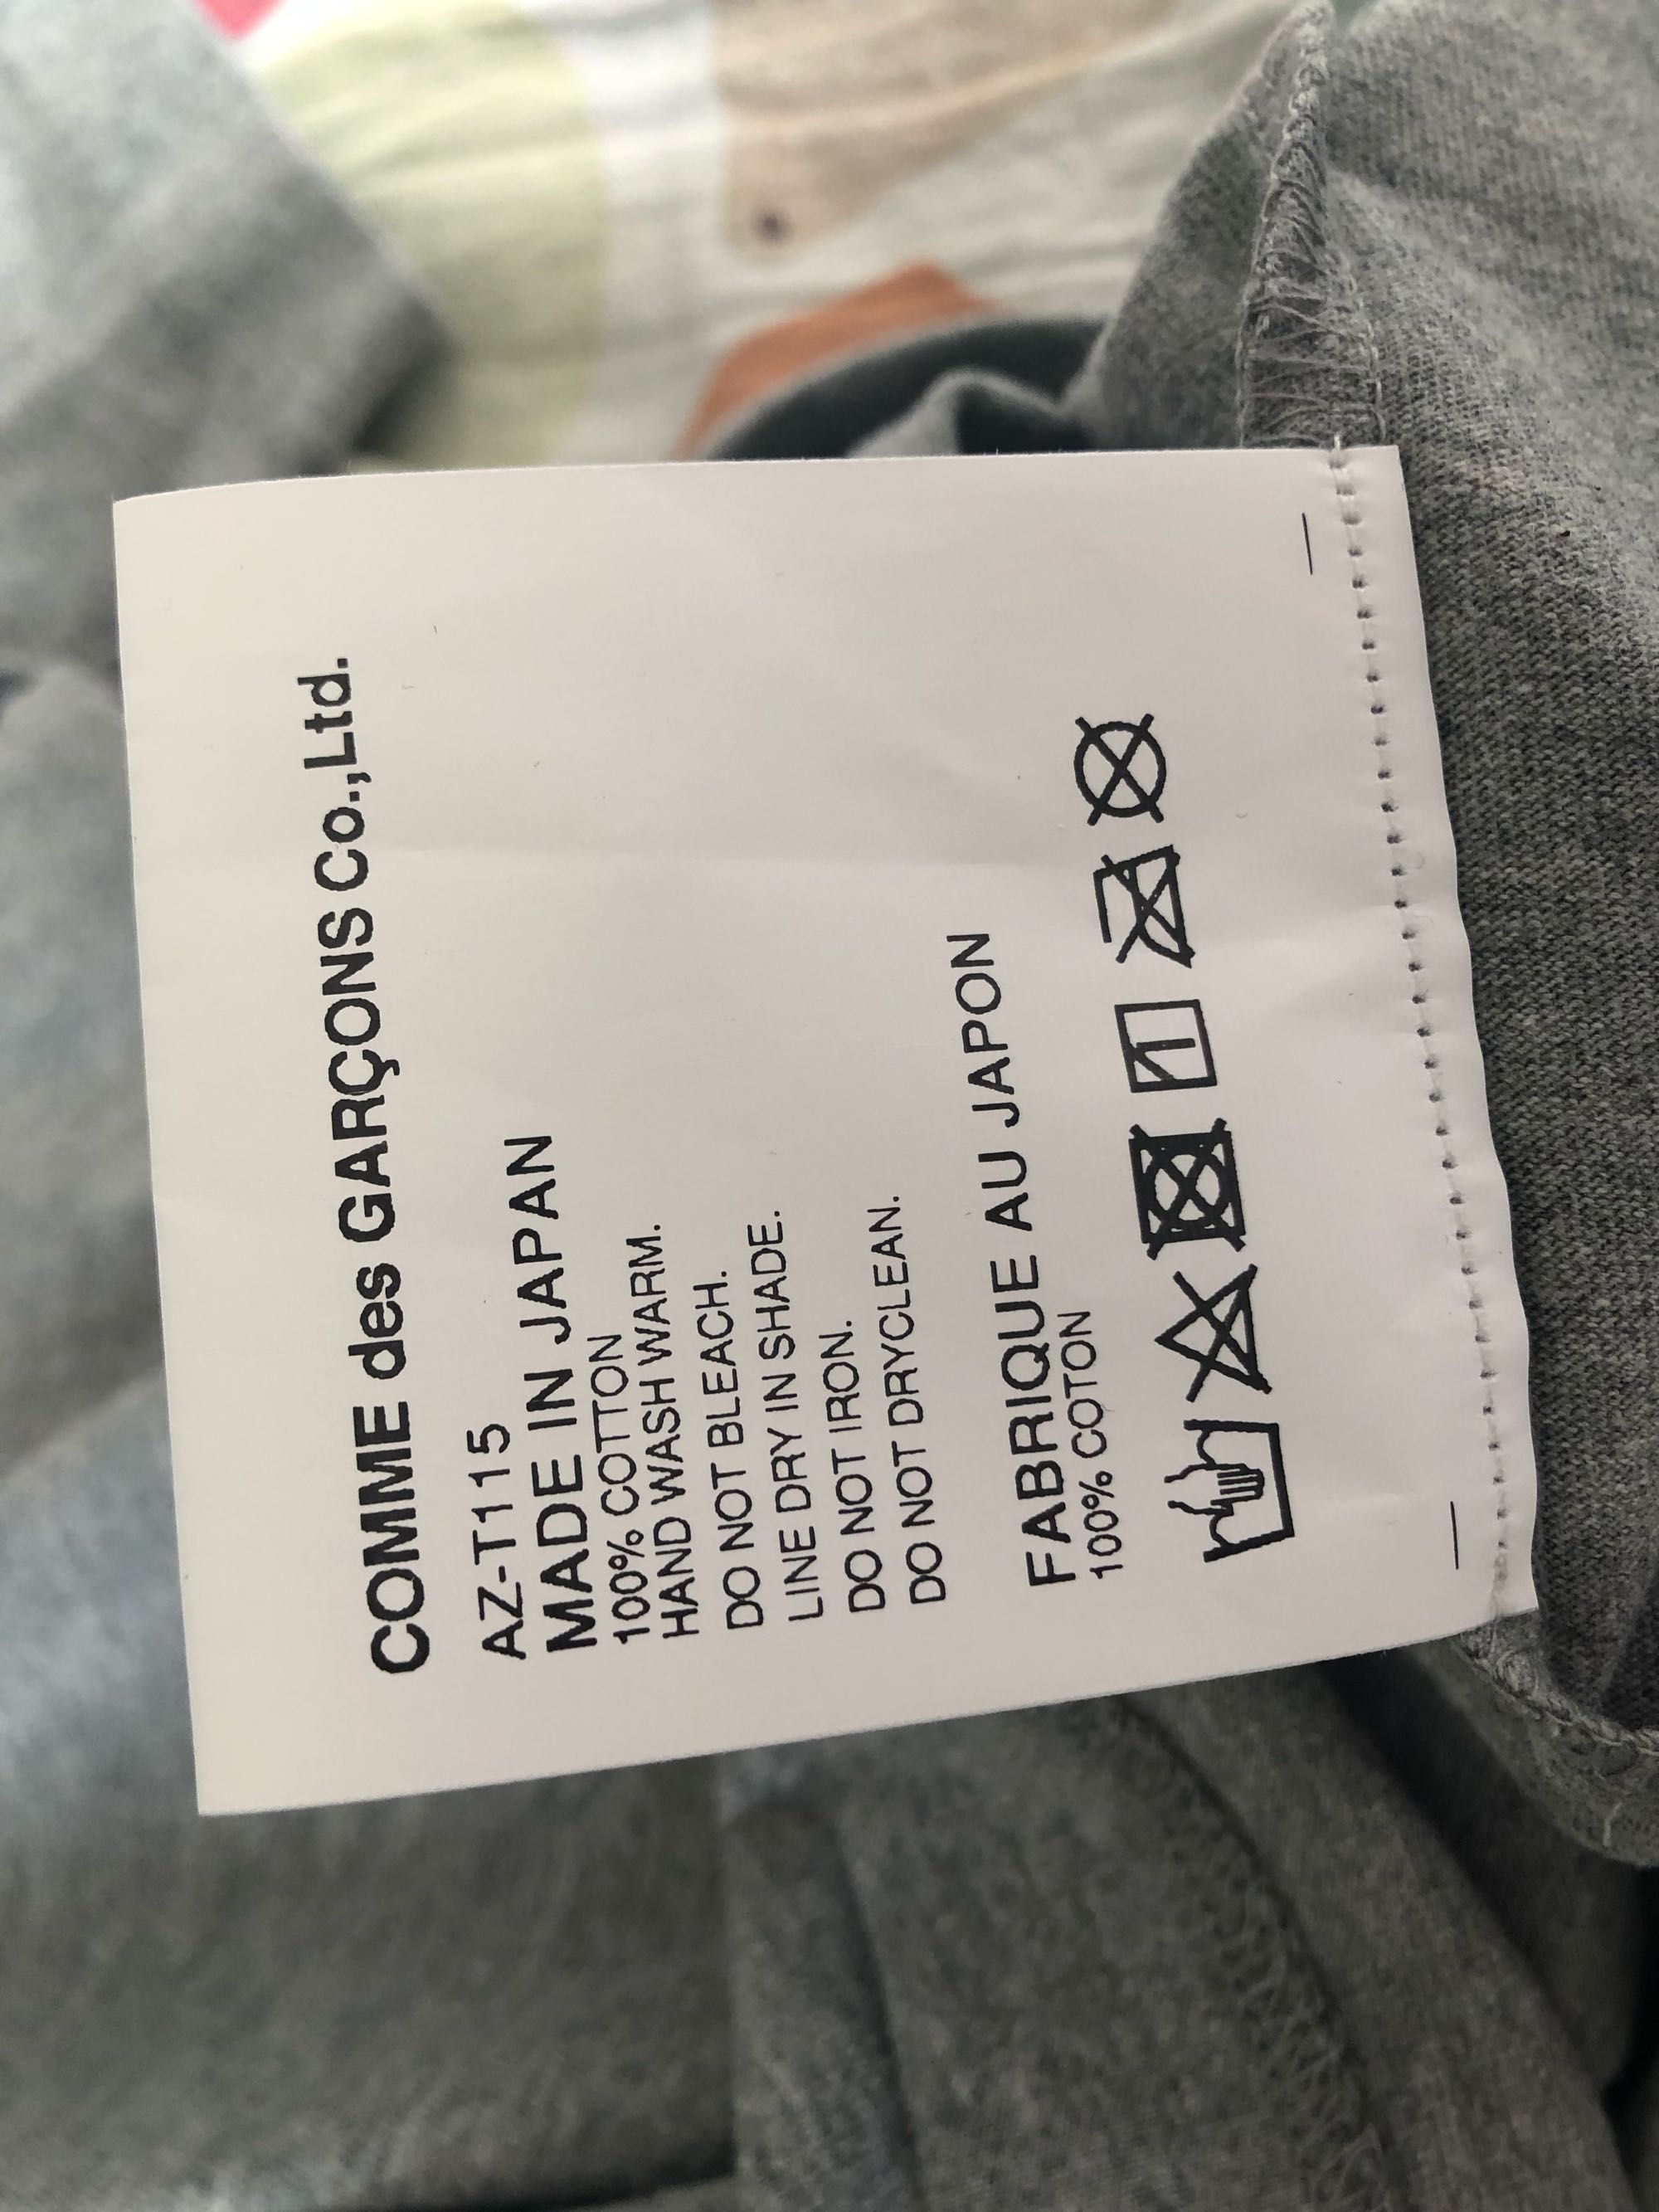 COMME des GARÇONS Co.,Ltd.
AZ-T115
MADE IN JAPAN
100% COTTON
HAND WASH WARM.
DO NOT BLEACH.
LINE DRY IN SHADE.
DO NOT IRON.
DO NOT DRYCLEAN.
FABRIQUE AU JAPON
100% COTON